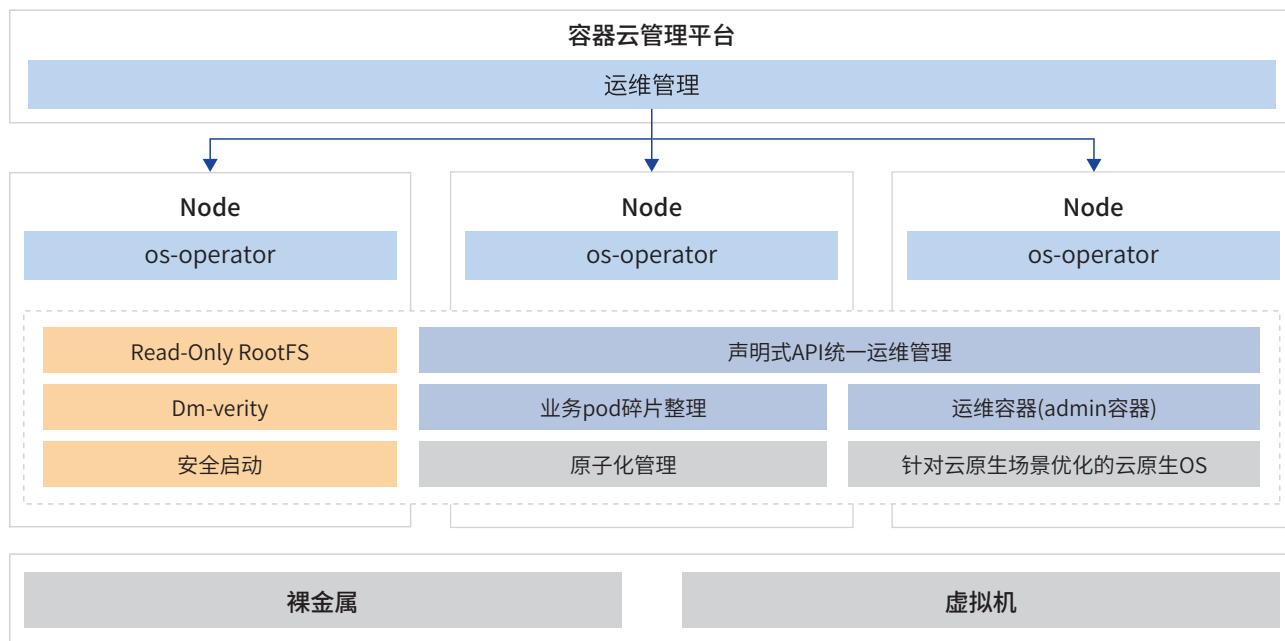 容器云管理平台
运维管理
Node
Node
Node
os-operator
os-operator
os-operator
Read-Only RootFS
声明式API统一运维管理
Dm-verity
业务pod碎片整理
运维容器(admin容器)
安全启动
原子化管理
针对云原生场景优化的云原生OS
裸金属
虚拟机